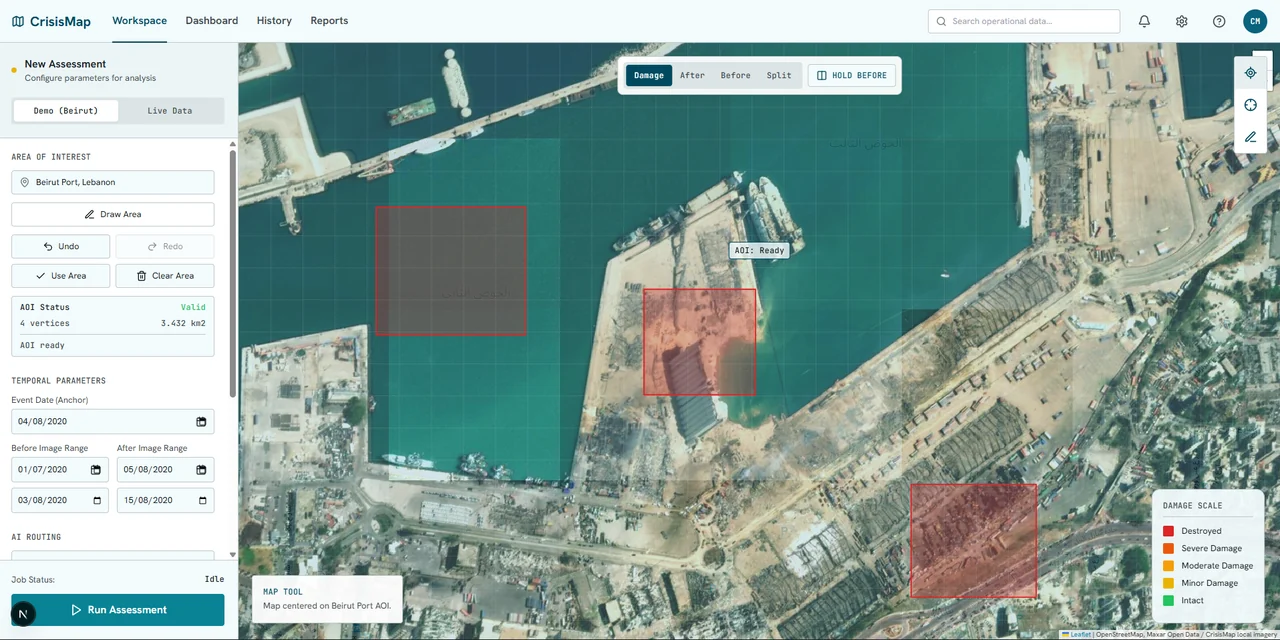 CrisisMap
Workspace
Dashboard
History
Reports
Search operational data...
CM
New Assessment
Configure parameters for analysis
Demo (Beirut)
Live Data
AREA OF INTEREST
Beirut Port, Lebanon
Draw Area
Undo
Redo
Use Area
Clear Area
AOI Status
Valid
4 vertices
3.432 km2
AOI ready
TEMPORAL PARAMETERS
Event Date (Anchor)
04/08/2020
Before Image Range
After Image Range
01/07/2020
05/08/2020
03/08/2020
15/08/2020
AI ROUTING
Job Status:
Idle
N
Run Assessment
Damage
After
Before
Split
HOLD BEFORE
AOI: Ready
MAP TOOL
Map centered on Beirut Port AOI.
DAMAGE SCALE
Destroyed
Severe Damage
Moderate Damage
Minor Damage
Intact
Leaflet | OpenStreetMap, Maxar Open Data / CrisisMap local imagery